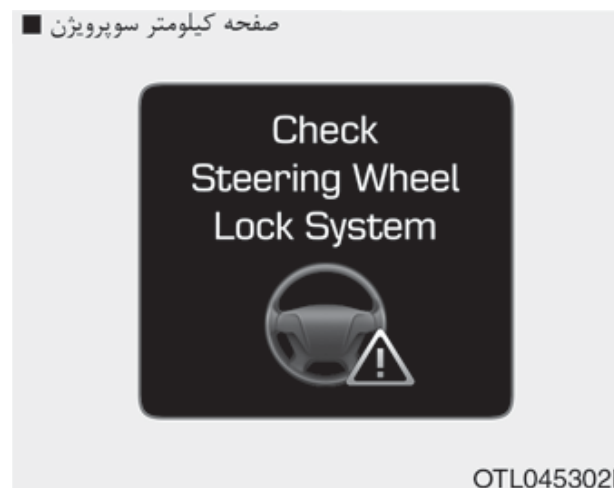 ■ صفحه کیلومتر سوپرویژن
Check
Steering Wheel
Lock System
OTL045302